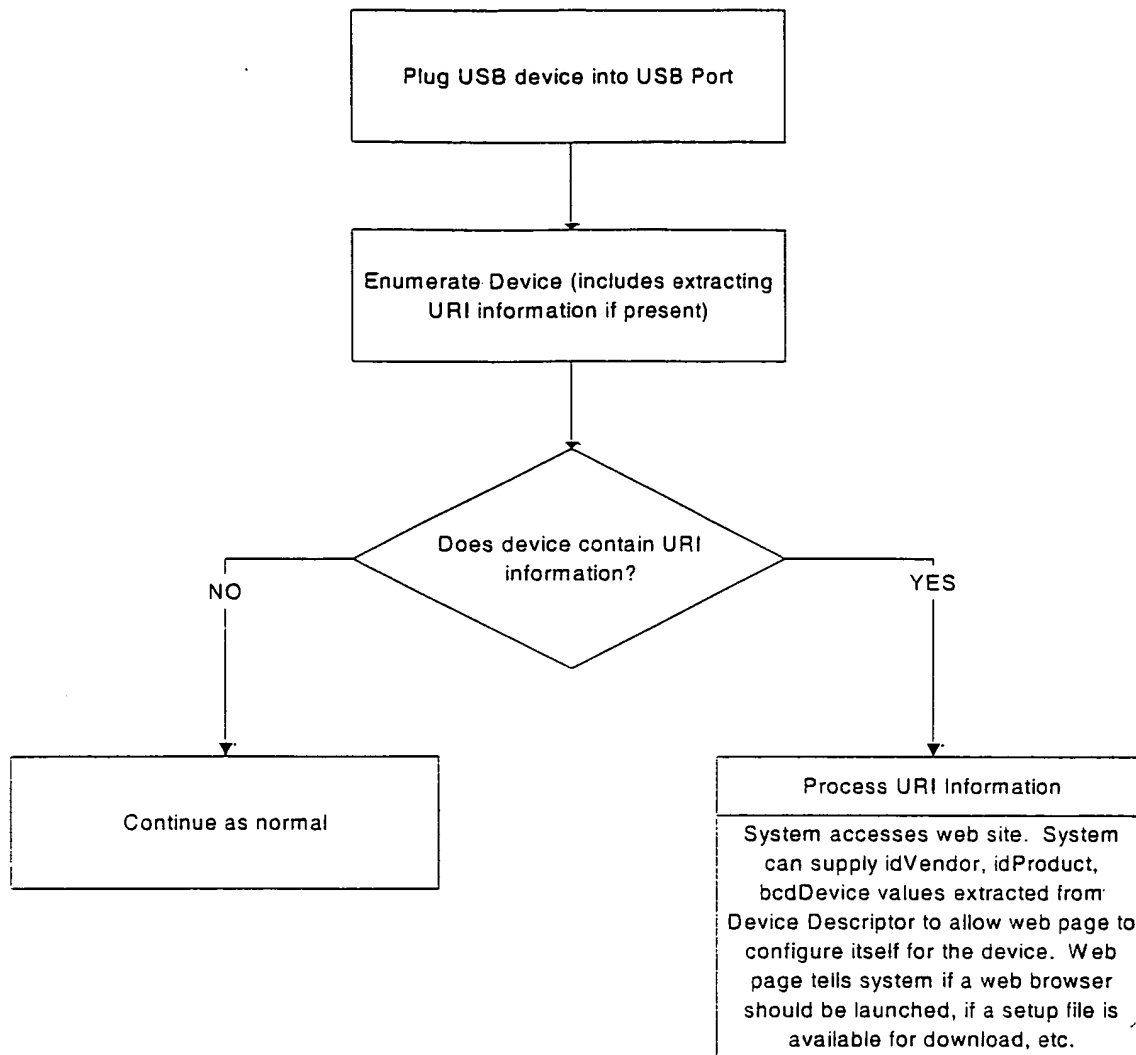 Plug USB device into USB Port
Enumerate Device (includes extracting
URI information if present)
Does device contain URI
information?
NO
YES
Continue as normal
Process URI Information
System accesses web site. System
can supply idVendor, idProduct,
bcdDevice values extracted from
Device Descriptor to allow web page to
configure itself for the device. Web
page tells system if a web browser
should be launched, if a setup file is
available for download, etc.